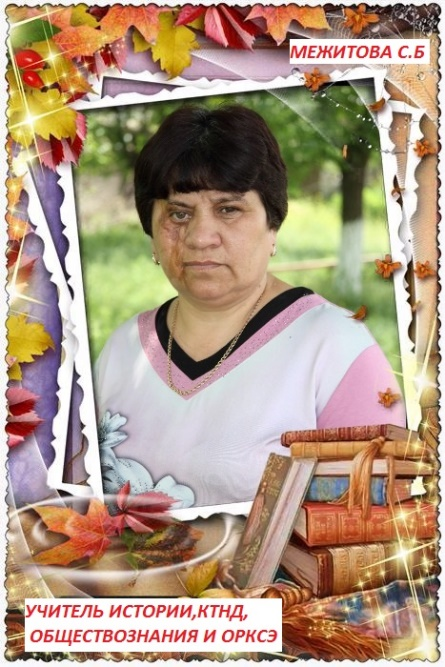 МЕЖИТОВА С.Б
УЧИТЕЛЬ ИСТОРИИ,КТНД,
ОБЩЕСТВОЗНАНИЯ И ОРКСЭ